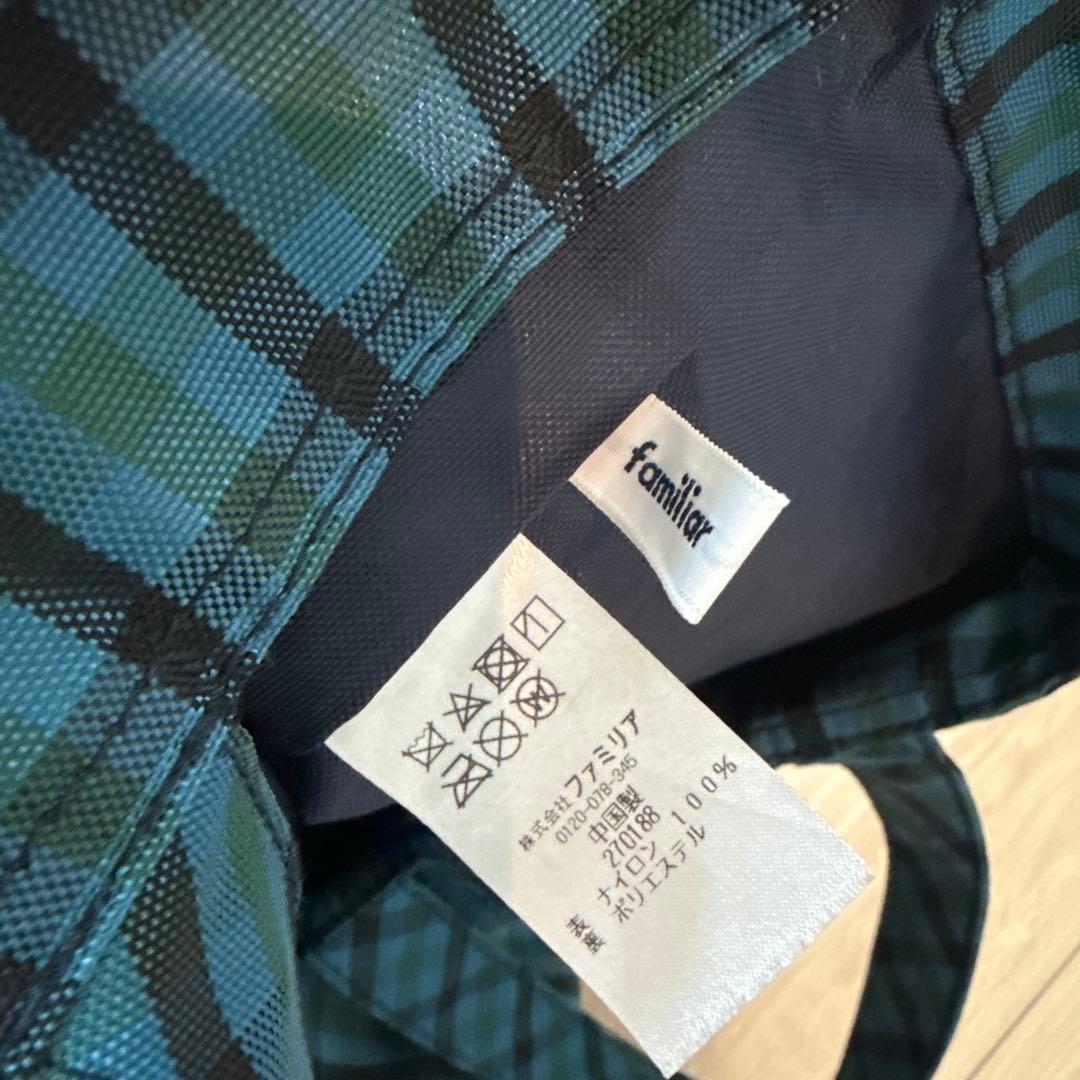 familiar
株式会社ファミリア
0120-078-345
中国製
270188
表 ナイロン 100%
裏 ポリエステル